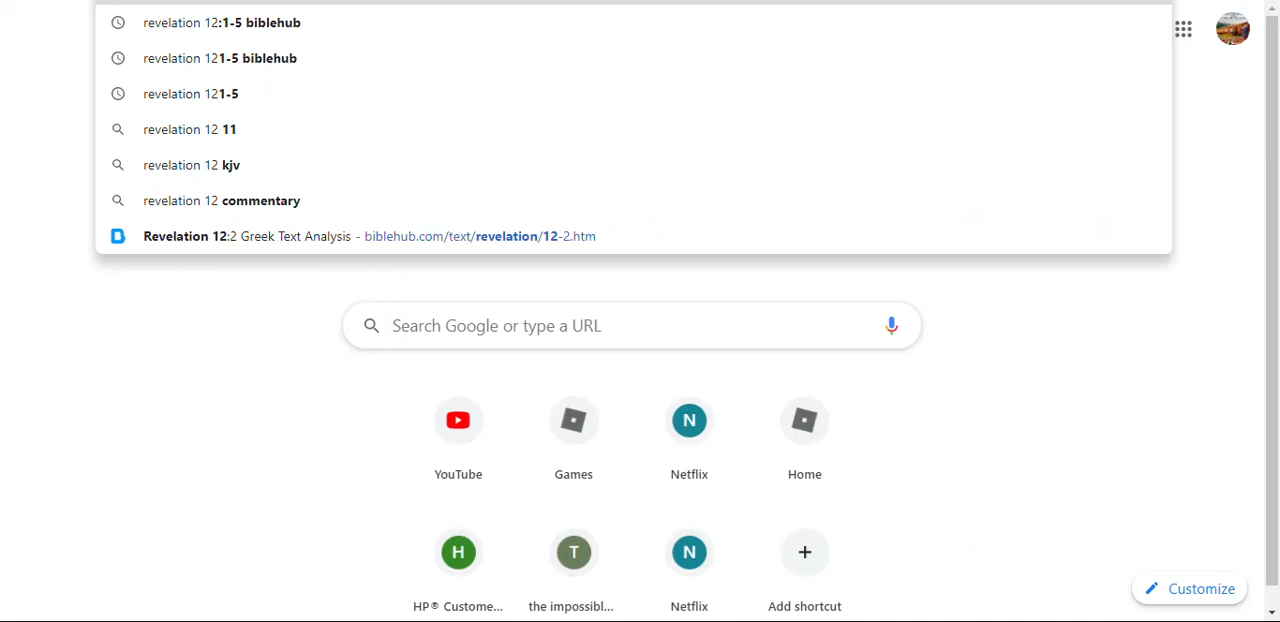 revelation 12:1-5 biblehub
revelation 121-5 biblehub
revelation 121-5
revelation 12 11
revelation 12 kjv
revelation 12 commentary
Revelation 12:2 Greek Text Analysis - biblehub.com/text/revelation/12-2.htm
Search Google or type a URL
YouTube
Games
N
Netflix
Home
H
HP® Custome...
T
the impossibl...
N
Netflix
Add shortcut
Customize